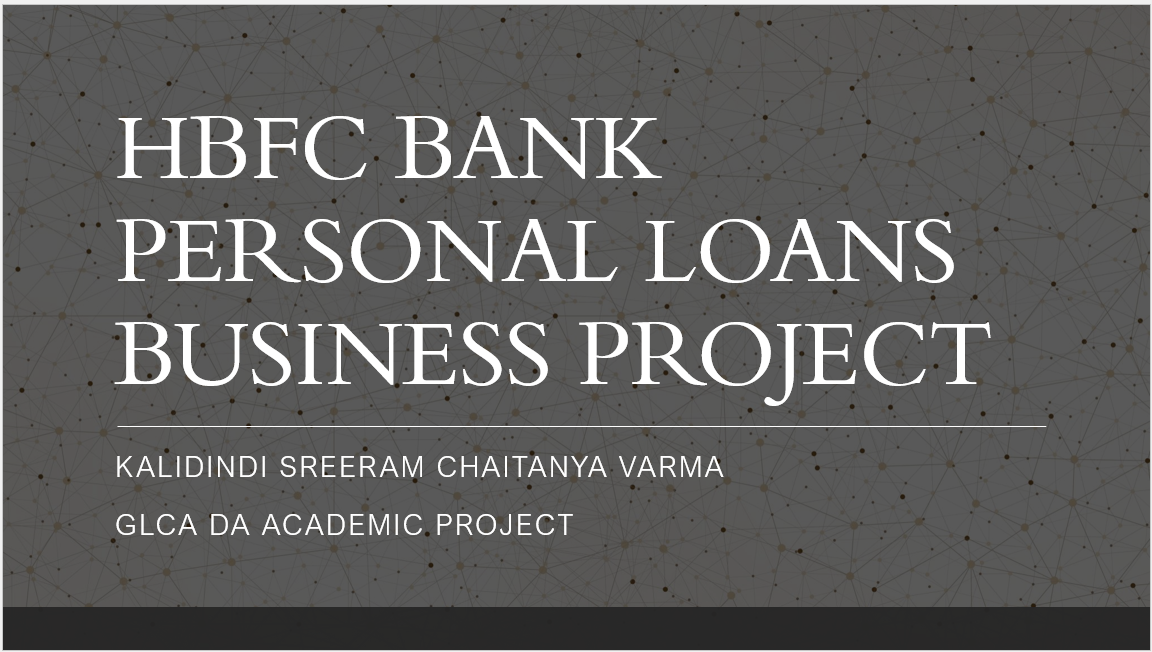 HBFC BANK
PERSONAL LOANS
BUSINESS PROJECT
KALIDINDI SREERAM CHAITANYA VARMA
GLCA DA ACADEMIC PROJECT